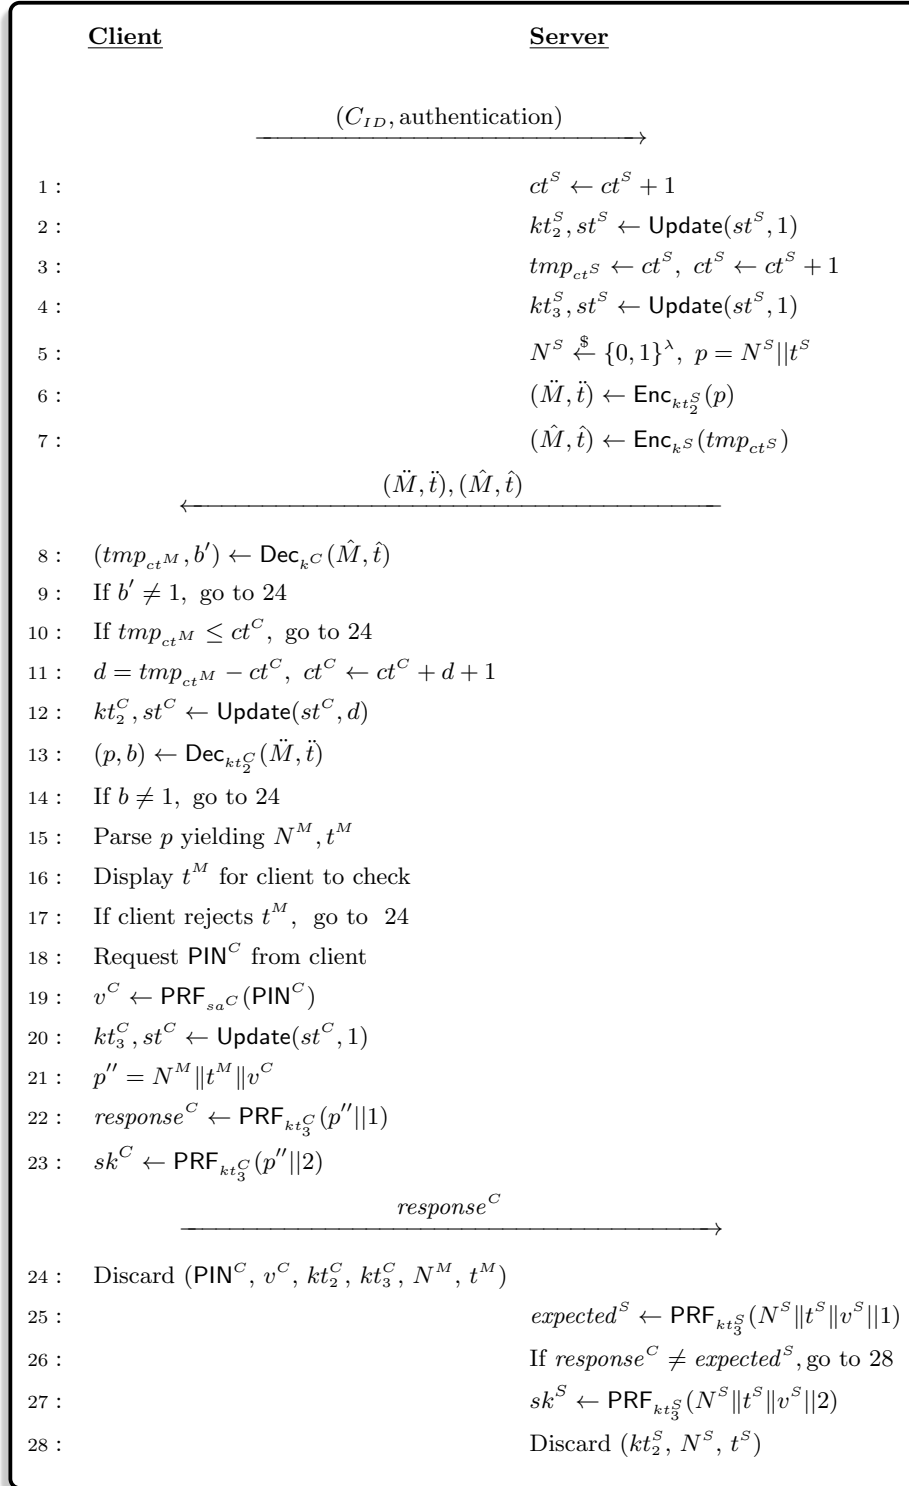 Client Server
(C_{ID}, authentication)
1 : ct^S ← ct^S + 1
2 : kt_2^S, st^S ← Update(st^S, 1)
3 : tmp_{ct^S} ← ct^S, ct^S ← ct^S + 1
4 : kt_3^S, st^S ← Update(st^S, 1)
5 : N^S ←$ {0, 1}^λ, p = N^S||t^S
6 : (M̈, ẗ) ← Enc_{kt_2^S}(p)
7 : (M̂, t̂) ← Enc_{k^S}(tmp_{ct^S})
(M̈, ẗ), (M̂, t̂)
8 : (tmp_{ct^M}, b′) ← Dec_{k^C}(M̂, t̂)
9 : If b′ ≠ 1, go to 24
10 : If tmp_{ct^M} ≤ ct^C, go to 24
11 : d = tmp_{ct^M} − ct^C, ct^C ← ct^C + d + 1
12 : kt_2^C, st^C ← Update(st^C, d)
13 : (p, b) ← Dec_{kt_2^C}(M̈, ẗ)
14 : If b ≠ 1, go to 24
15 : Parse p yielding N^M, t^M
16 : Display t^M for client to check
17 : If client rejects t^M, go to 24
18 : Request PIN^C from client
19 : v^C ← PRF_{sa^C}(PIN^C)
20 : kt_3^C, st^C ← Update(st^C, 1)
21 : p″ = N^M‖t^M‖v^C
22 : response^C ← PRF_{kt_3^C}(p″||1)
23 : sk^C ← PRF_{kt_3^C}(p″||2)
response^C
24 : Discard (PIN^C, v^C, kt_2^C, kt_3^C, N^M, t^M)
25 : expected^S ← PRF_{kt_3^S}(N^S‖t^S‖v^S||1)
26 : If response^C ≠ expected^S, go to 28
27 : sk^S ← PRF_{kt_3^S}(N^S‖t^S‖v^S||2)
28 : Discard (kt_2^S, N^S, t^S)